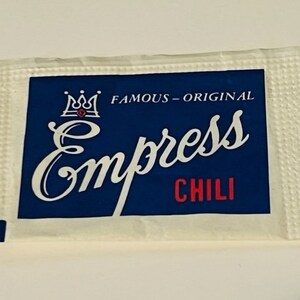 FAMOUS - ORIGINAL
Empress
CHILI